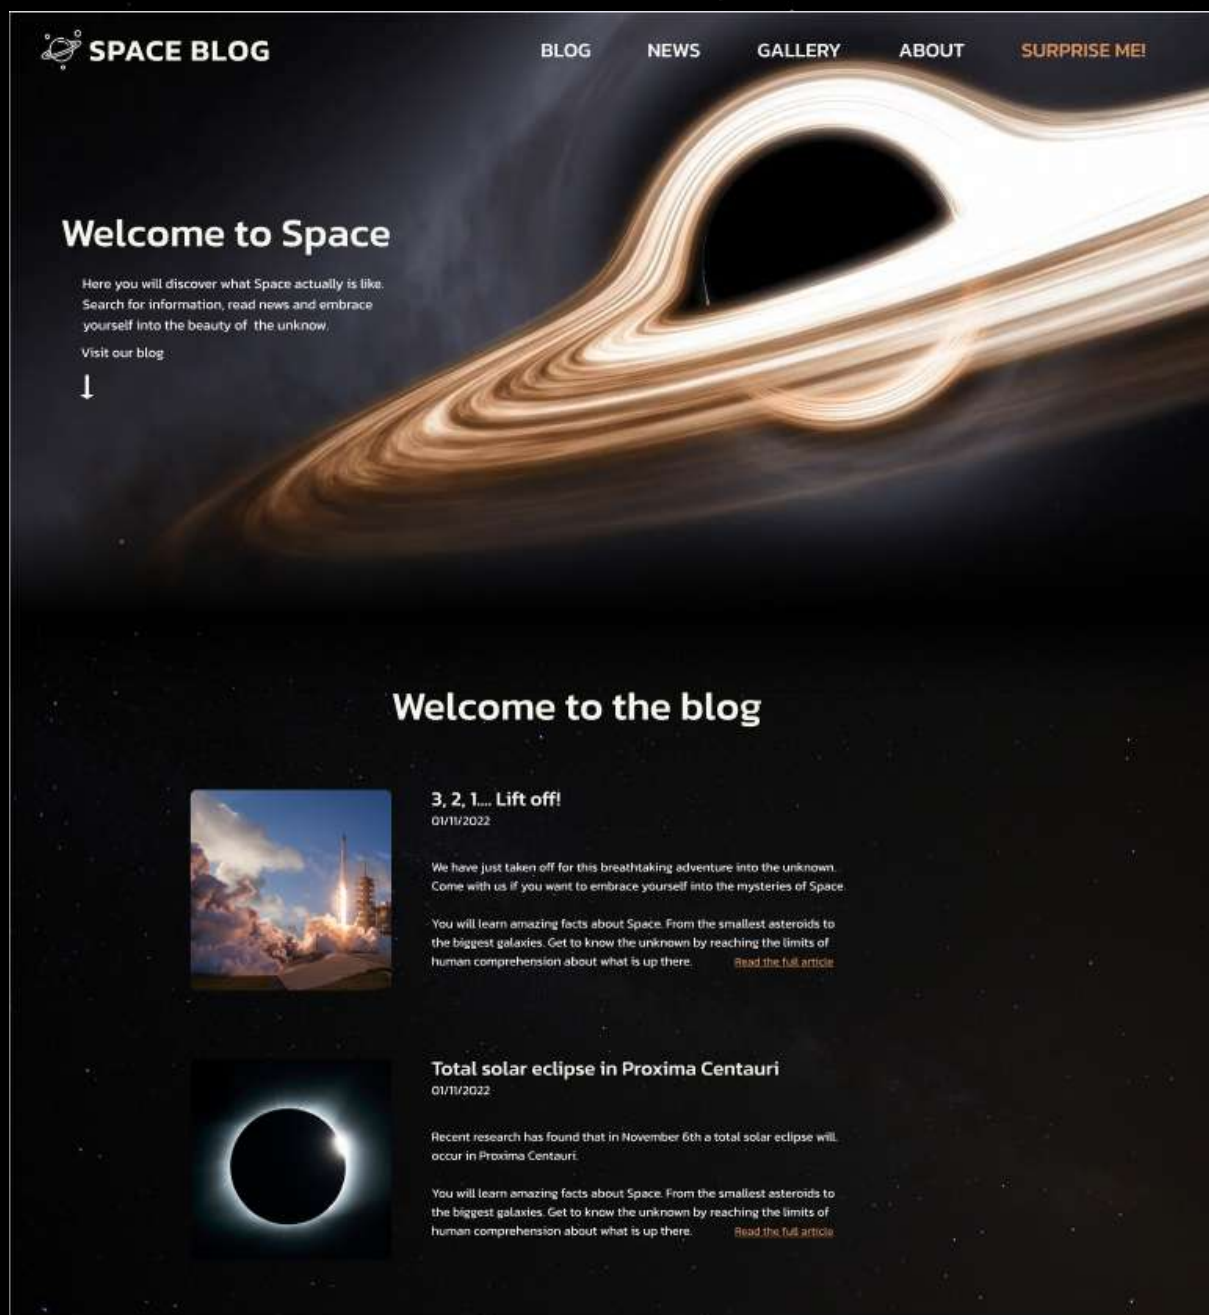 SPACE BLOG
BLOG NEWS GALLERY ABOUT SURPRISE ME!
Welcome to Space
Here you will discover what Space actually is like.
Search for information, read news and embrace
yourself into the beauty of the unknow.
Visit our blog
Welcome to the blog
3, 2, 1.... Lift off!
01/11/2022
We have just taken off for this breathtaking adventure into the unknown.
Come with us if you want to embrace yourself into the mysteries of Space
You will learn amazing facts about Space. From the smallest asteroids to
the biggest galaxies. Get to know the unknown by reaching the limits of
human comprehension about what is up there. Read the full article
Total solar eclipse in Proxima Centauri
01/11/2022
Recent research has found that in November 6th a total solar eclipse will
occur in Proxima Centauri.
You will learn amazing facts about Space. From the smallest asteroids to
the biggest galaxies. Get to know the unknown by reaching the limits of
human comprehension about what is up there. Read the full article